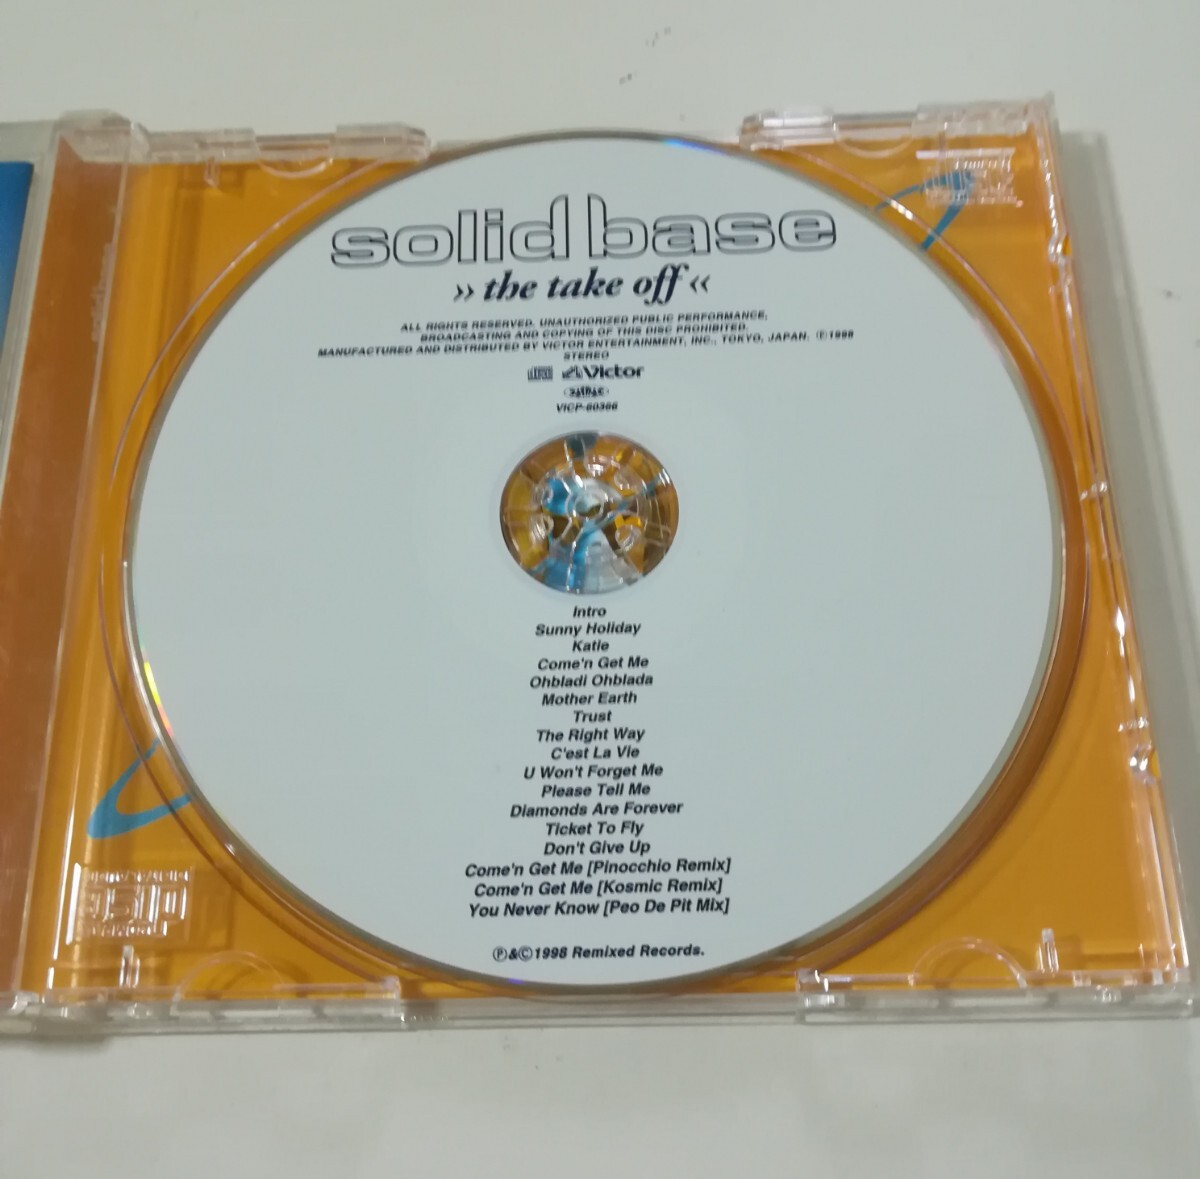 solid base
»the take off«
ALL RIGHTS RESERVED. UNAUTHORIZED PUBLIC PERFORMANCE,
BROADCASTING AND COPYING OF THIS DISC PROHIBITED.
MANUFACTURED AND DISTRIBUTED BY VICTOR ENTERTAINMENT, INC., TOKYO, JAPAN. ℗1998
STEREO
Victor
VICP-60366
Intro
Sunny Holiday
Katie
Come'n Get Me
Ohbladi Ohblada
Mother Earth
Trust
The Right Way
C'est La Vie
U Won't Forget Me
Please Tell Me
Diamonds Are Forever
Ticket To Fly
Don't Give Up
Come'n Get Me [Pinocchio Remix]
Come'n Get Me [Kosmic Remix]
You Never Know [Peo De Pit Mix]
℗&©1998 Remixed Records.